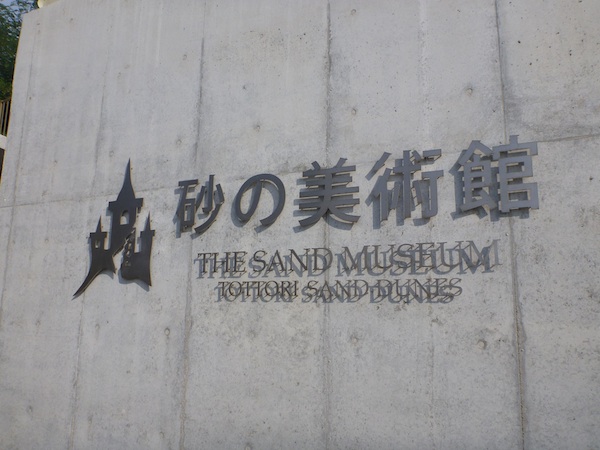 砂の美術館
THE SAND MUSEUM
TOTTORI SAND DUNES